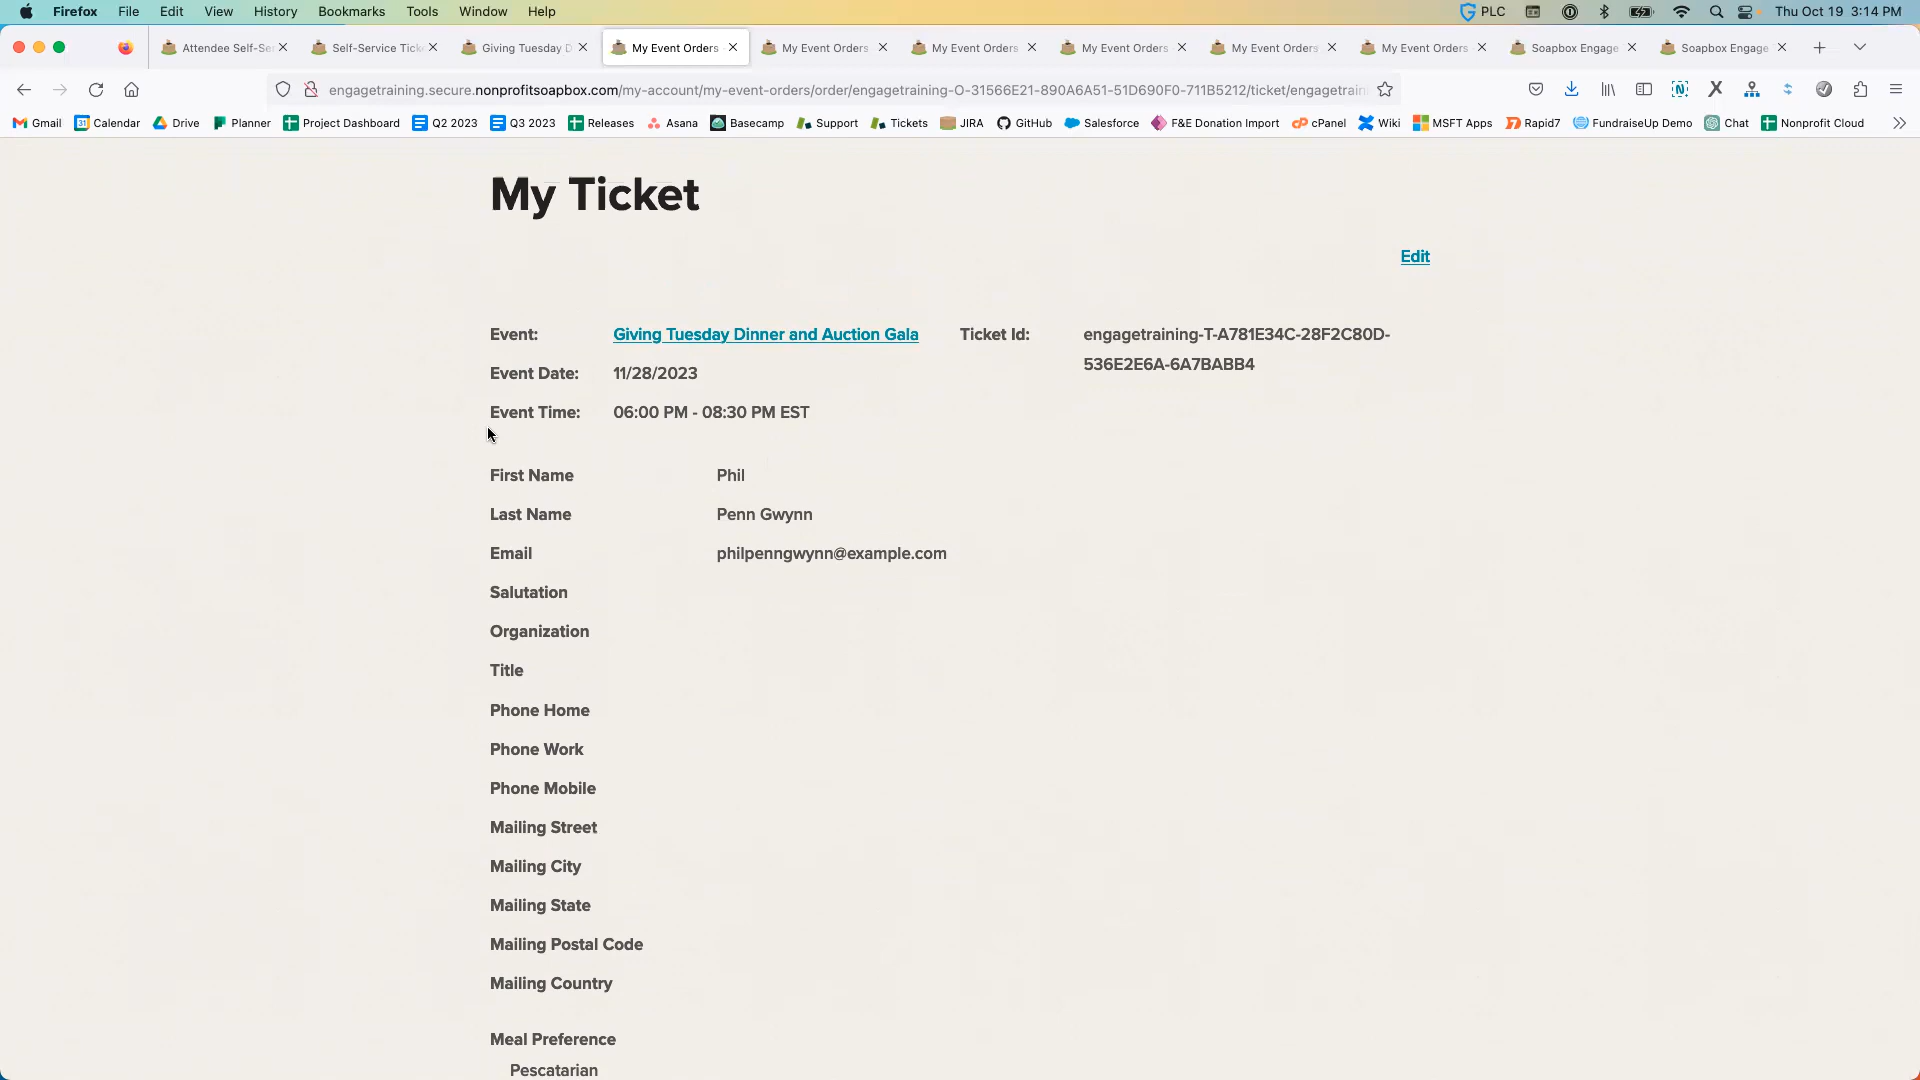 Firefox File Edit View History Bookmarks Tools Window Help PLC Thu Oct 19 3:14 PM
Attendee Self-Se Self-Service Tick Giving Tuesday D My Event Orders My Event Orders My Event Orders My Event Orders My Event Orders My Event Orders Soapbox Engage Soapbox Engage
engagetraining.secure.nonprofitsoapbox.com/my-account/my-event-orders/order/engagetraining-O-31566E21-890A6A51-51D690F0-711B5212/ticket/engagetrain
Gmail Calendar Drive Planner Project Dashboard Q2 2023 Q3 2023 Releases Asana Basecamp Support Tickets JIRA GitHub Salesforce F&E Donation Import cPanel Wiki MSFT Apps Rapid7 FundraiseUp Demo Chat Nonprofit Cloud
My Ticket
Edit
Event: Giving Tuesday Dinner and Auction Gala Ticket Id: engagetraining-T-A781E34C-28F2C80D-
536E2E6A-6A7BABB4
Event Date: 11/28/2023
Event Time: 06:00 PM - 08:30 PM EST
First Name Phil
Last Name Penn Gwynn
Email philpenngwynn@example.com
Salutation
Organization
Title
Phone Home
Phone Work
Phone Mobile
Mailing Street
Mailing City
Mailing State
Mailing Postal Code
Mailing Country
Meal Preference
Pescatarian